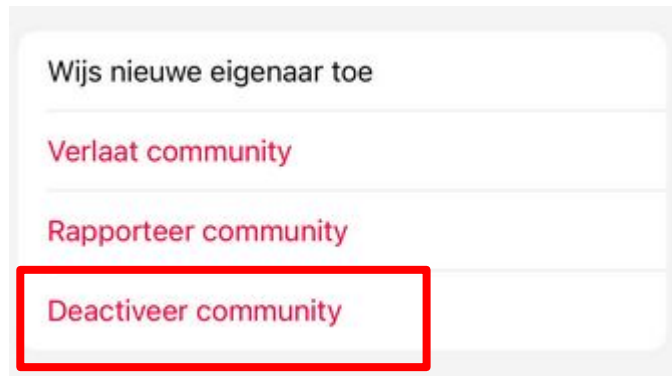 Wijs nieuwe eigenaar toe
Verlaat community
Rapporteer community
Deactiveer community